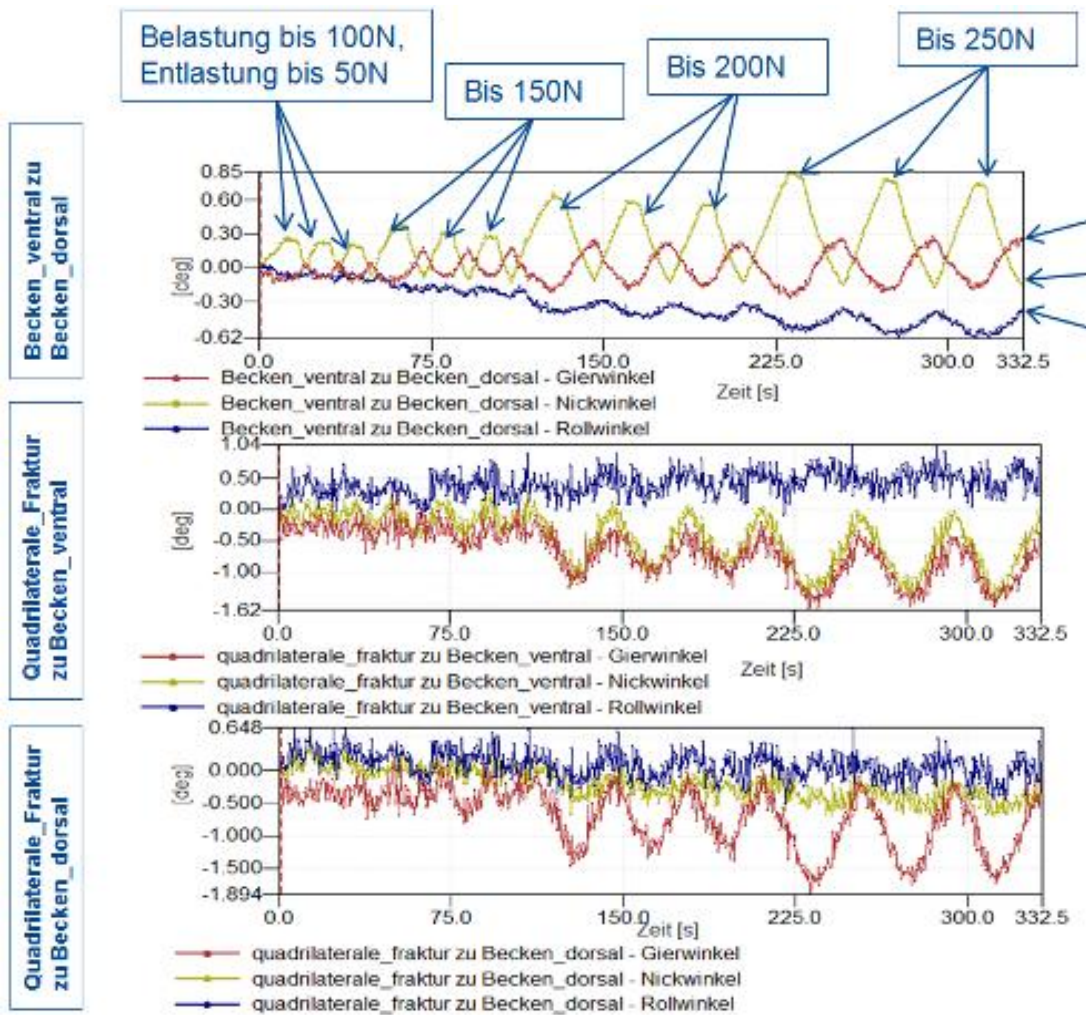 Belastung bis 100N,
Entlastung bis 50N
Bis 150N
Bis 200N
Bis 250N
Becken_ventral zu
Becken_dorsal
[deg]
0.85
0.60
0.30
0.00
-0.30
-0.62
0.0 75.0 150.0 225.0 300.0 332.5
Zeit [s]
Becken_ventral zu Becken_dorsal - Gierwinkel
Becken_ventral zu Becken_dorsal - Nickwinkel
Becken_ventral zu Becken_dorsal - Rollwinkel
Quadrilaterale_Fraktur
zu Becken_ventral
[deg]
1.04
0.50
0.00
-0.50
-1.00
-1.62
0.0 75.0 150.0 225.0 300.0 332.5
Zeit [s]
quadrilaterale_fraktur zu Becken_ventral - Gierwinkel
quadrilaterale_fraktur zu Becken_ventral - Nickwinkel
quadrilaterale_fraktur zu Becken_ventral - Rollwinkel
Quadrilaterale_Fraktur
zu Becken_dorsal
[deg]
0.648
0.000
-0.500
-1.000
-1.500
-1.894
0.0 75.0 150.0 225.0 300.0 332.5
Zeit [s]
quadrilaterale_fraktur zu Becken_dorsal - Gierwinkel
quadrilaterale_fraktur zu Becken_dorsal - Nickwinkel
quadrilaterale_fraktur zu Becken_dorsal - Rollwinkel